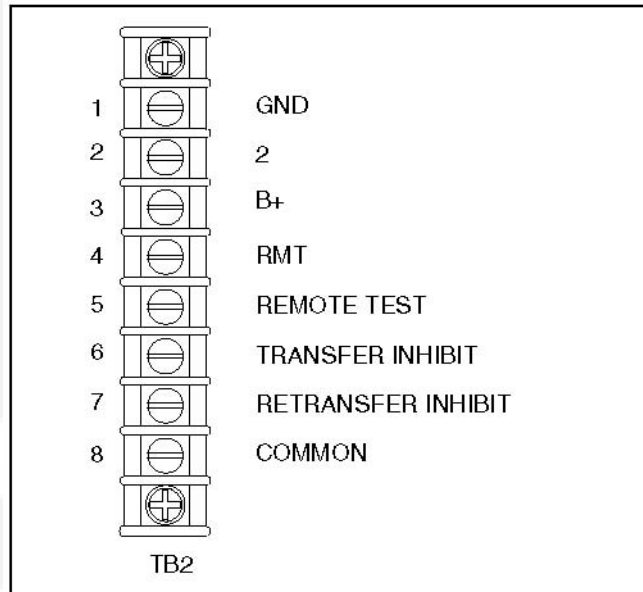 1 GND
2 2
3 B+
4 RMT
5 REMOTE TEST
6 TRANSFER INHIBIT
7 RETRANSFER INHIBIT
8 COMMON
TB2